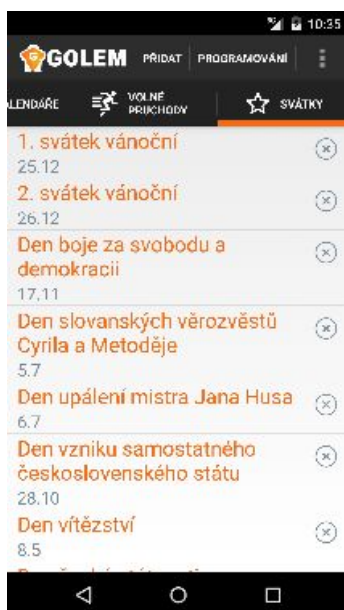 10:35
GOLEM PŘIDAT PROGRAMOVÁNÍ
ALENDÁŘE VOLNÉ PRŮCHODY SVÁTKY
1. svátek vánoční
25.12
2. svátek vánoční
26.12
Den boje za svobodu a
demokracii
17.11
Den slovanských věrozvěstů
Cyrila a Metoděje
5.7
Den upálení mistra Jana Husa
6.7
Den vzniku samostatného
československého státu
28.10
Den vítězství
8.5